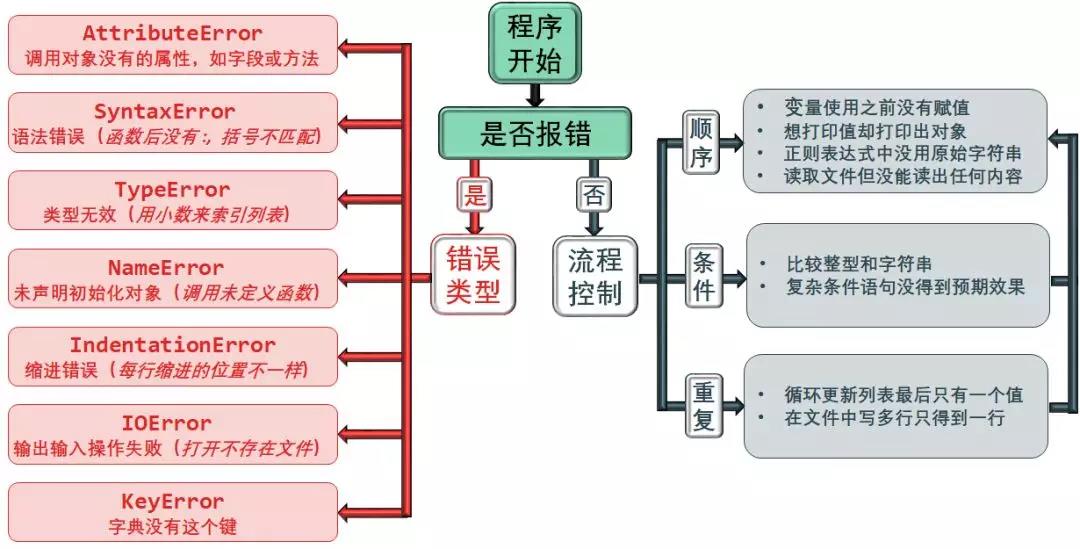 程序
开始
是否报错
是
否
错误
类型
流程
控制
AttributeError
调用对象没有的属性，如字段或方法
SyntaxError
语法错误（函数后没有:，括号不匹配）
TypeError
类型无效（用小数来索引列表）
NameError
未声明初始化对象（调用未定义函数）
IndentationError
缩进错误（每行缩进的位置不一样）
IOError
输出输入操作失败（打开不存在文件）
KeyError
字典没有这个键
顺序
• 变量使用之前没有赋值
• 想打印值却打印出对象
• 正则表达式中没用原始字符串
• 读取文件但没能读出任何内容
条件
• 比较整型和字符串
• 复杂条件语句没得到预期效果
重复
• 循环更新列表最后只有一个值
• 在文件中写多行只得到一行